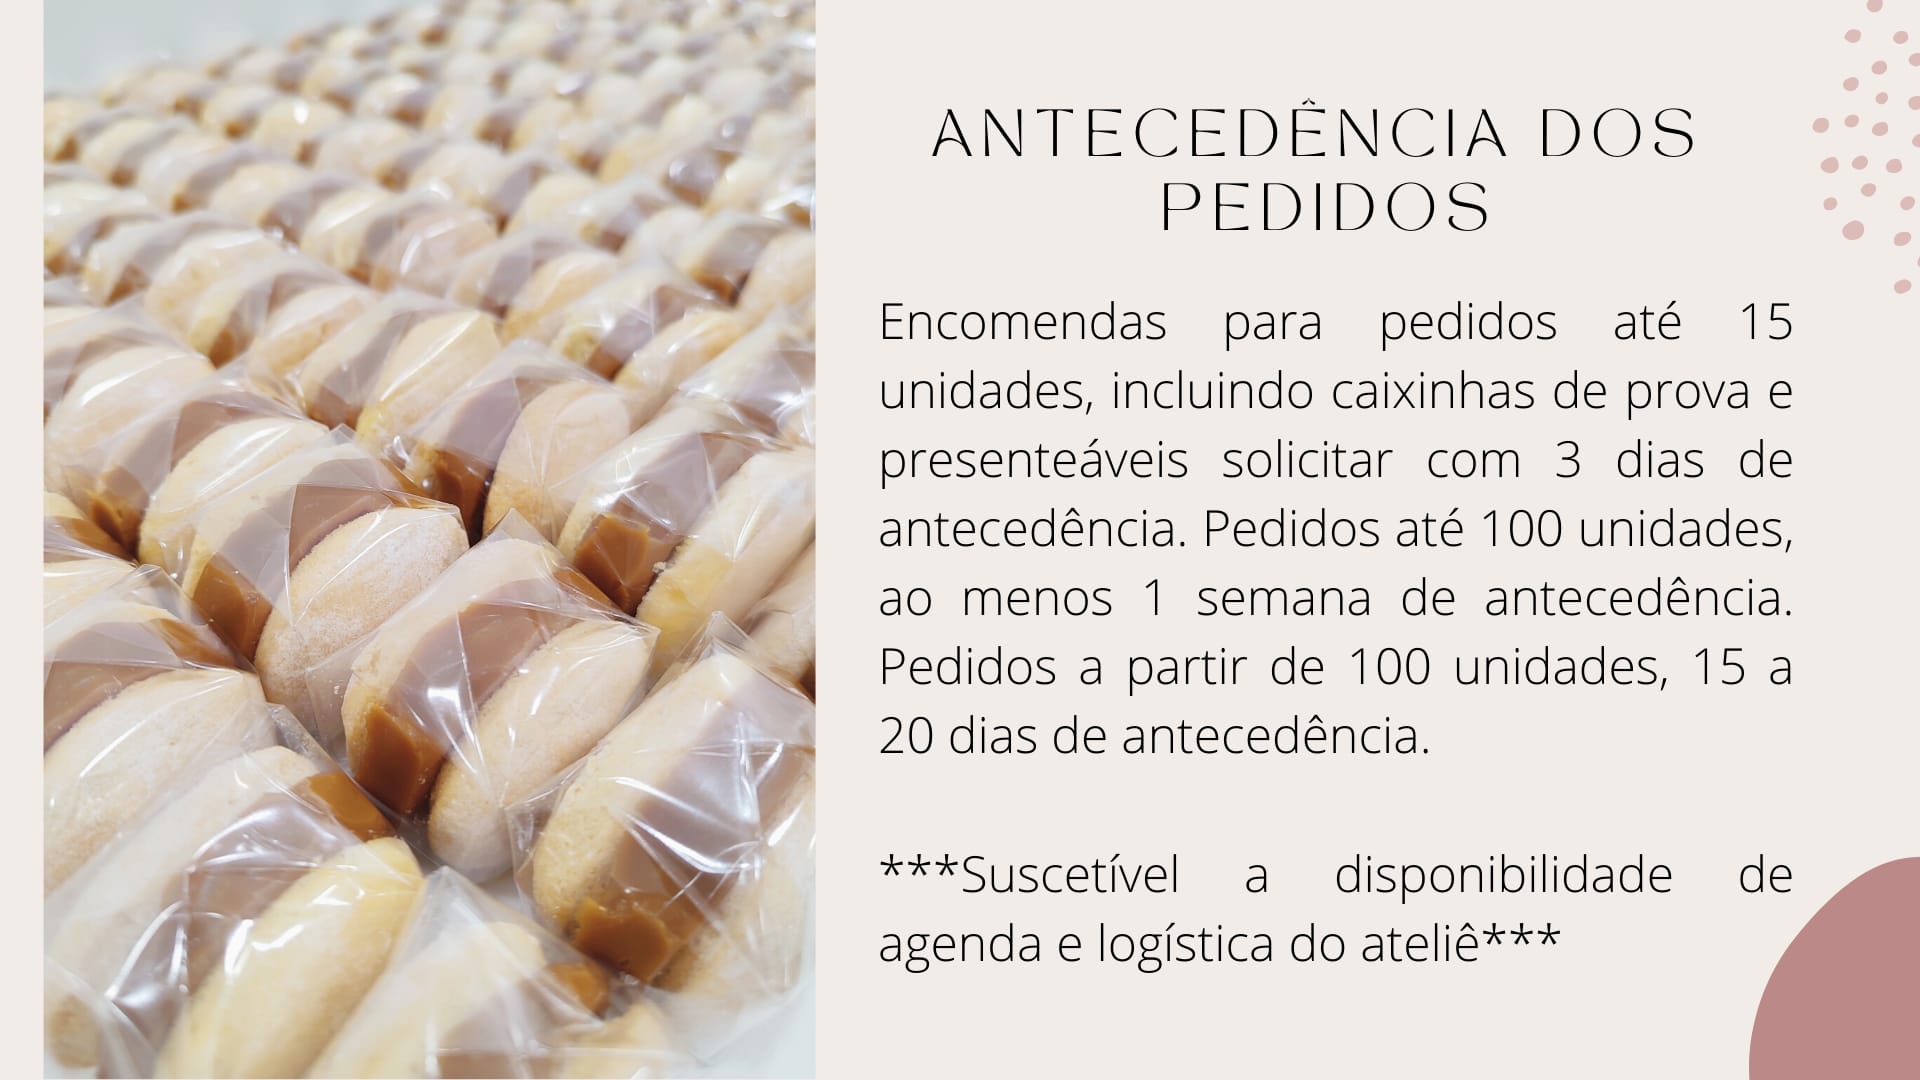 ANTECEDÊNCIA DOS
PEDIDOS
Encomendas para pedidos até 15
unidades, incluindo caixinhas de prova e
presenteáveis solicitar com 3 dias de
antecedência. Pedidos até 100 unidades,
ao menos 1 semana de antecedência.
Pedidos a partir de 100 unidades, 15 a
20 dias de antecedência.
***Suscetível a disponibilidade de
agenda e logística do ateliê***